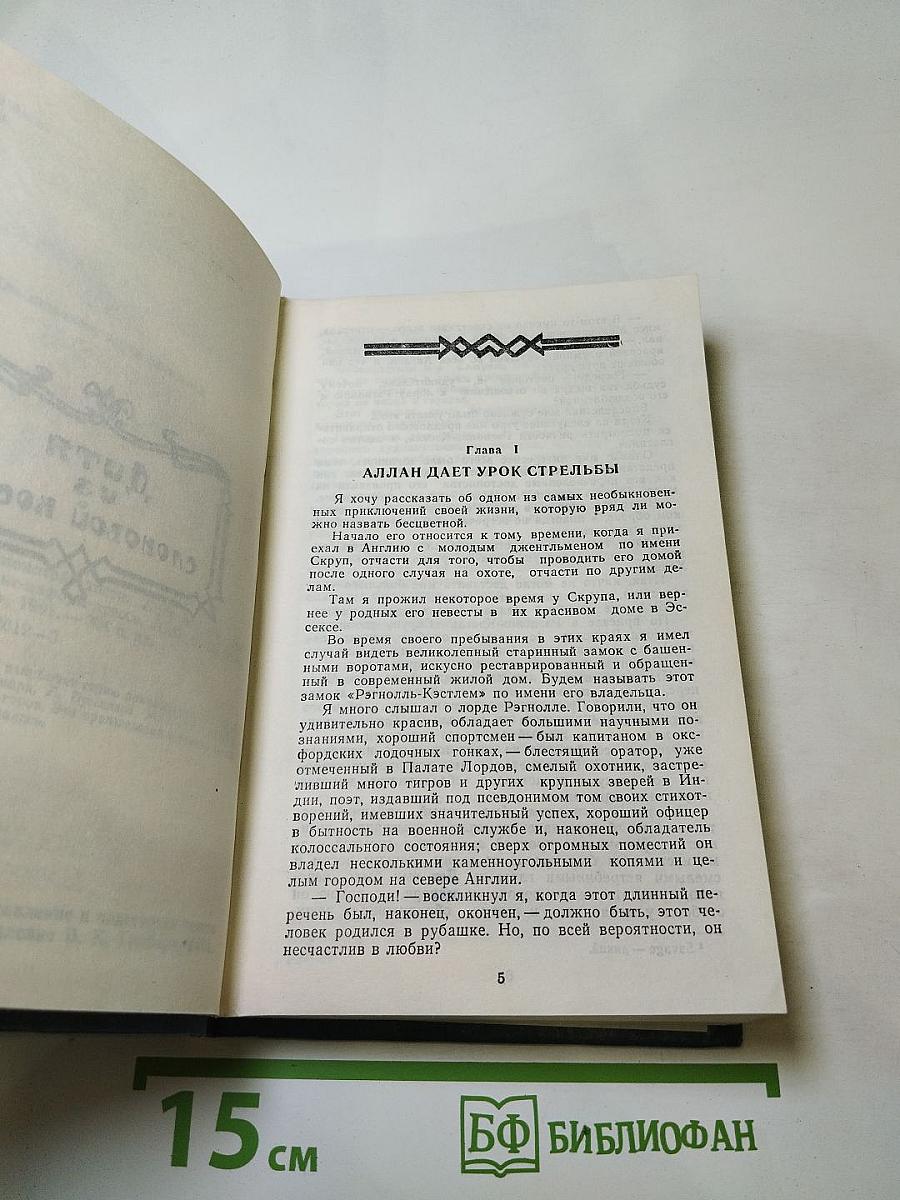 Глава I
АЛЛАН ДАЕТ УРОК СТРЕЛЬБЫ
Я хочу рассказать об одном из самых необыкновен-
ных приключений своей жизни, которую вряд ли мо-
жно назвать бесцветной.
Начало его относится к тому времени, когда я при-
ехал в Англию с молодым джентльменом по имени
Скруп, отчасти для того, чтобы проводить его домой
после одного случая на охоте, отчасти по другим де-
лам.
Там я прожил некоторое время у Скрупа, или вер-
нее у родных его невесты в их красивом доме в Эс-
сексе.
Во время своего пребывания в этих краях я имел
случай видеть великолепный старинный замок с башен-
ными воротами, искусно реставрированный и обращен-
ный в современный жилой дом. Будем называть этот
замок «Рэгнолль-Кэстлем» по имени его владельца.
Я много слышал о лорде Рэгнолле. Говорили, что он
удивительно красив, обладает большими научными по-
знаниями, хороший спортсмен — был капитаном в окс-
фордских лодочных гонках, — блестящий оратор, уже
отмеченный в Палате Лордов, смелый охотник, застре-
ливший много тигров и других крупных зверей в Ин-
дии, поэт, издавший под псевдонимом том своих стихот-
ворений, имевших значительный успех, хороший офицер
в бытность на военной службе и, наконец, обладатель
колоссального состояния; сверх огромных поместий он
владел несколькими каменноугольными копями и це-
лым городом на севере Англии.
— Господи! — воскликнул я, когда этот длинный пе-
речень был, наконец, окончен, — должно быть, этот че-
ловек родился в рубашке. Но, по всей вероятности, он
несчастлив в любви?
5
15 см
БФ БИБЛИОФАН